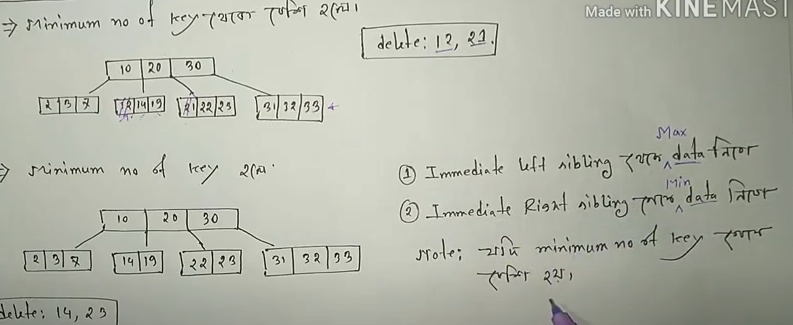 Made with KINEMAST
⇒ Minimum no of key থেকে বেশি হলে।
delete: 12, 21.
10 20 30
2 3 7 12 14 19 21 22 23 31 32 33
⇒ Minimum no of key হলে
10 20 30
2 3 7 14 19 22 23 31 32 33
delete: 14, 23
Max
① Immediate left sibling থেকে data নিবে
Min
② Immediate Right sibling থেকে data নিবে
Note: যদি minimum no of key থেকে
বেশি হয়,